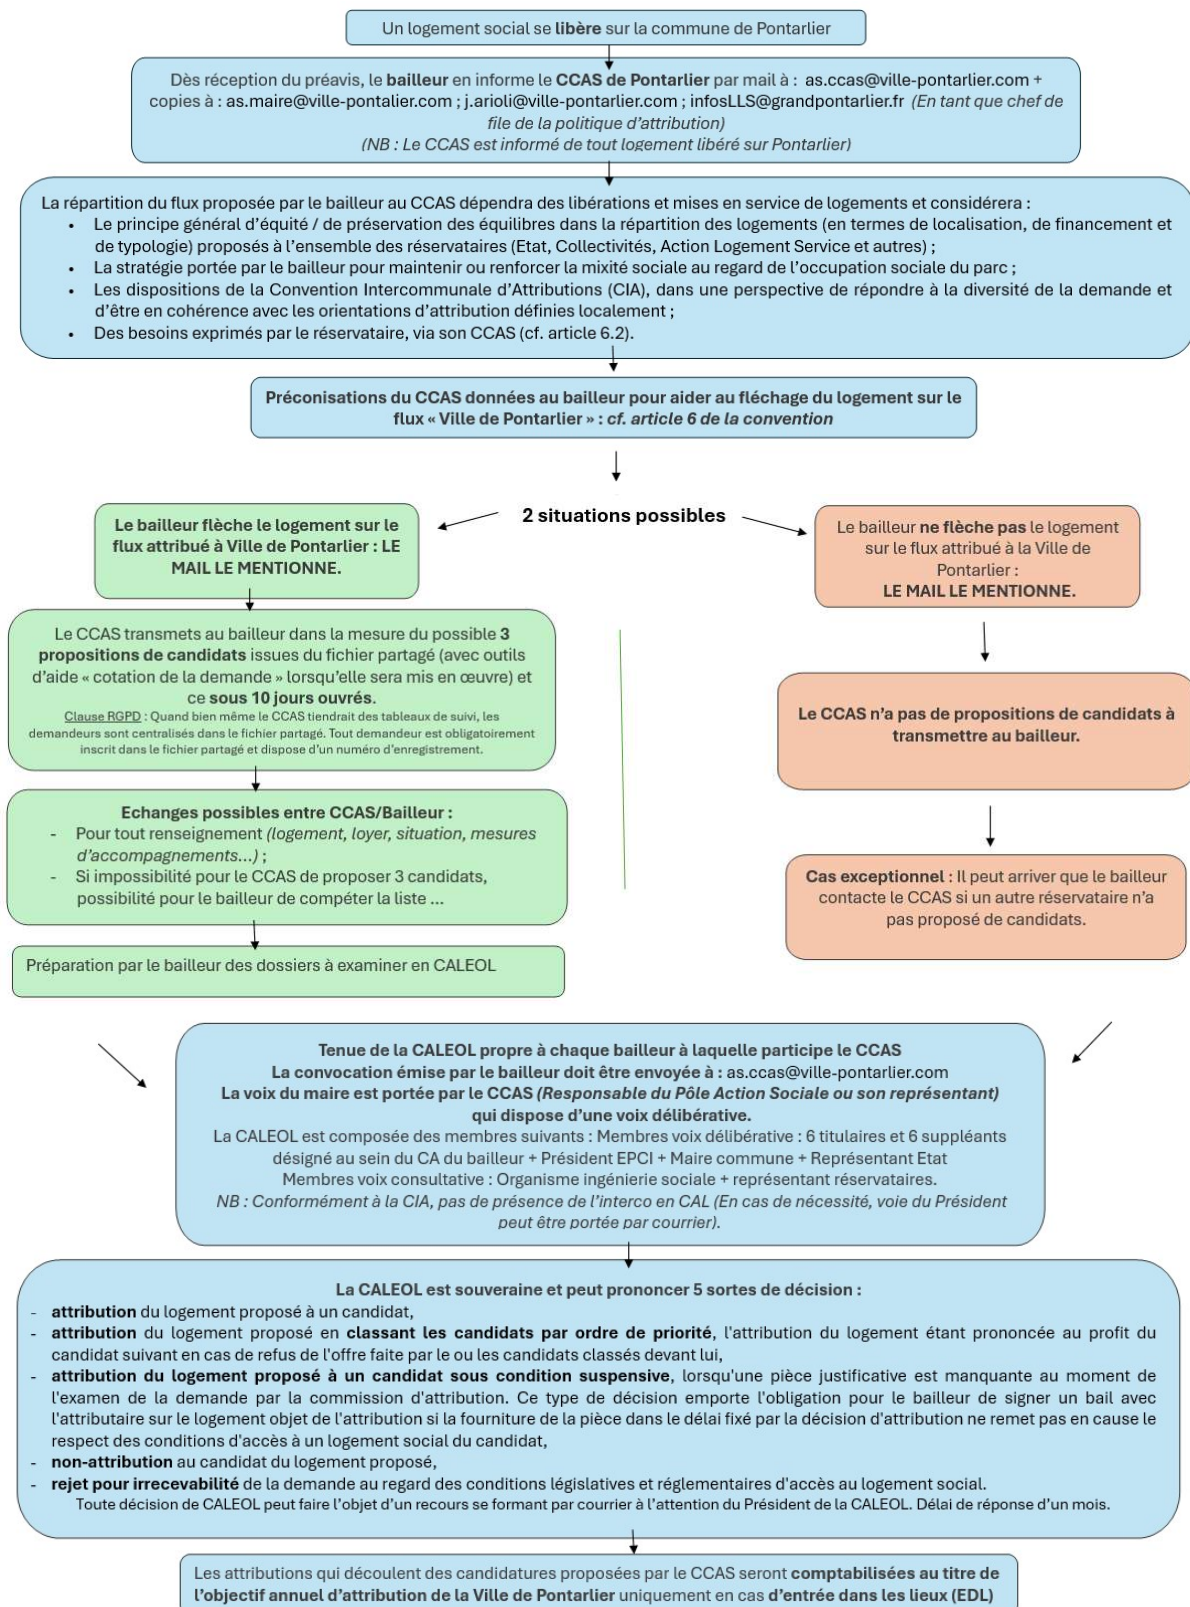 Un logement social se libère sur la commune de Pontarlier
Dès réception du préavis, le bailleur en informe le CCAS de Pontarlier par mail à : as.ccas@ville-pontarlier.com +
copies à : as.maire@ville-pontalier.com ; j.arioli@ville-pontarlier.com ; infosLLS@grandpontarlier.fr (En tant que chef de
file de la politique d’attribution)
(NB : Le CCAS est informé de tout logement libéré sur Pontarlier)
La répartition du flux proposée par le bailleur au CCAS dépendra des libérations et mises en service de logements et considérera :
• Le principe général d’équité / de préservation des équilibres dans la répartition des logements (en termes de localisation, de financement et
de typologie) proposés à l’ensemble des réservataires (Etat, Collectivités, Action Logement Service et autres) ;
• La stratégie portée par le bailleur pour maintenir ou renforcer la mixité sociale au regard de l’occupation sociale du parc ;
• Les dispositions de la Convention Intercommunale d’Attributions (CIA), dans une perspective de répondre à la diversité de la demande et
d’être en cohérence avec les orientations d’attribution définies localement ;
• Des besoins exprimés par le réservataire, via son CCAS (cf. article 6.2).
Préconisations du CCAS données au bailleur pour aider au fléchage du logement sur le
flux « Ville de Pontarlier » : cf. article 6 de la convention
2 situations possibles
Le bailleur flèche le logement sur le
flux attribué à Ville de Pontarlier : LE
MAIL LE MENTIONNE.
Le CCAS transmets au bailleur dans la mesure du possible 3
propositions de candidats issues du fichier partagé (avec outils
d’aide « cotation de la demande » lorsqu’elle sera mis en œuvre) et
ce sous 10 jours ouvrés.
Clause RGPD : Quand bien même le CCAS tiendrait des tableaux de suivi, les
demandeurs sont centralisés dans le fichier partagé. Tout demandeur est obligatoirement
inscrit dans le fichier partagé et dispose d’un numéro d’enregistrement.
Echanges possibles entre CCAS/Bailleur :
- Pour tout renseignement (logement, loyer, situation, mesures
d’accompagnements...) ;
- Si impossibilité pour le CCAS de proposer 3 candidats,
possibilité pour le bailleur de compéter la liste ...
Préparation par le bailleur des dossiers à examiner en CALEOL
Le bailleur ne flèche pas le logement
sur le flux attribué à la Ville de
Pontarlier :
LE MAIL LE MENTIONNE.
Le CCAS n’a pas de propositions de candidats à
transmettre au bailleur.
Cas exceptionnel : Il peut arriver que le bailleur
contacte le CCAS si un autre réservataire n’a
pas proposé de candidats.
Tenue de la CALEOL propre à chaque bailleur à laquelle participe le CCAS
La convocation émise par le bailleur doit être envoyée à : as.ccas@ville-pontarlier.com
La voix du maire est portée par le CCAS (Responsable du Pôle Action Sociale ou son représentant)
qui dispose d’une voix délibérative.
La CALEOL est composée des membres suivants : Membres voix délibérative : 6 titulaires et 6 suppléants
désigné au sein du CA du bailleur + Président EPCI + Maire commune + Représentant Etat
Membres voix consultative : Organisme ingénierie sociale + représentant réservataires.
NB : Conformément à la CIA, pas de présence de l’interco en CAL (En cas de nécessité, voie du Président
peut être portée par courrier).
La CALEOL est souveraine et peut prononcer 5 sortes de décision :
- attribution du logement proposé à un candidat,
- attribution du logement proposé en classant les candidats par ordre de priorité, l'attribution du logement étant prononcée au profit du
candidat suivant en cas de refus de l'offre faite par le ou les candidats classés devant lui,
- attribution du logement proposé à un candidat sous condition suspensive, lorsqu'une pièce justificative est manquante au moment de
l'examen de la demande par la commission d'attribution. Ce type de décision emporte l'obligation pour le bailleur de signer un bail avec
l'attributaire sur le logement objet de l'attribution si la fourniture de la pièce dans le délai fixé par la décision d'attribution ne remet pas en cause le
respect des conditions d'accès à un logement social du candidat,
- non-attribution au candidat du logement proposé,
- rejet pour irrecevabilité de la demande au regard des conditions législatives et réglementaires d'accès au logement social.
Toute décision de CALEOL peut faire l’objet d’un recours se formant par courrier à l’attention du Président de la CALEOL. Délai de réponse d’un mois.
Les attributions qui découlent des candidatures proposées par le CCAS seront comptabilisées au titre de
l’objectif annuel d’attribution de la Ville de Pontarlier uniquement en cas d’entrée dans les lieux (EDL)